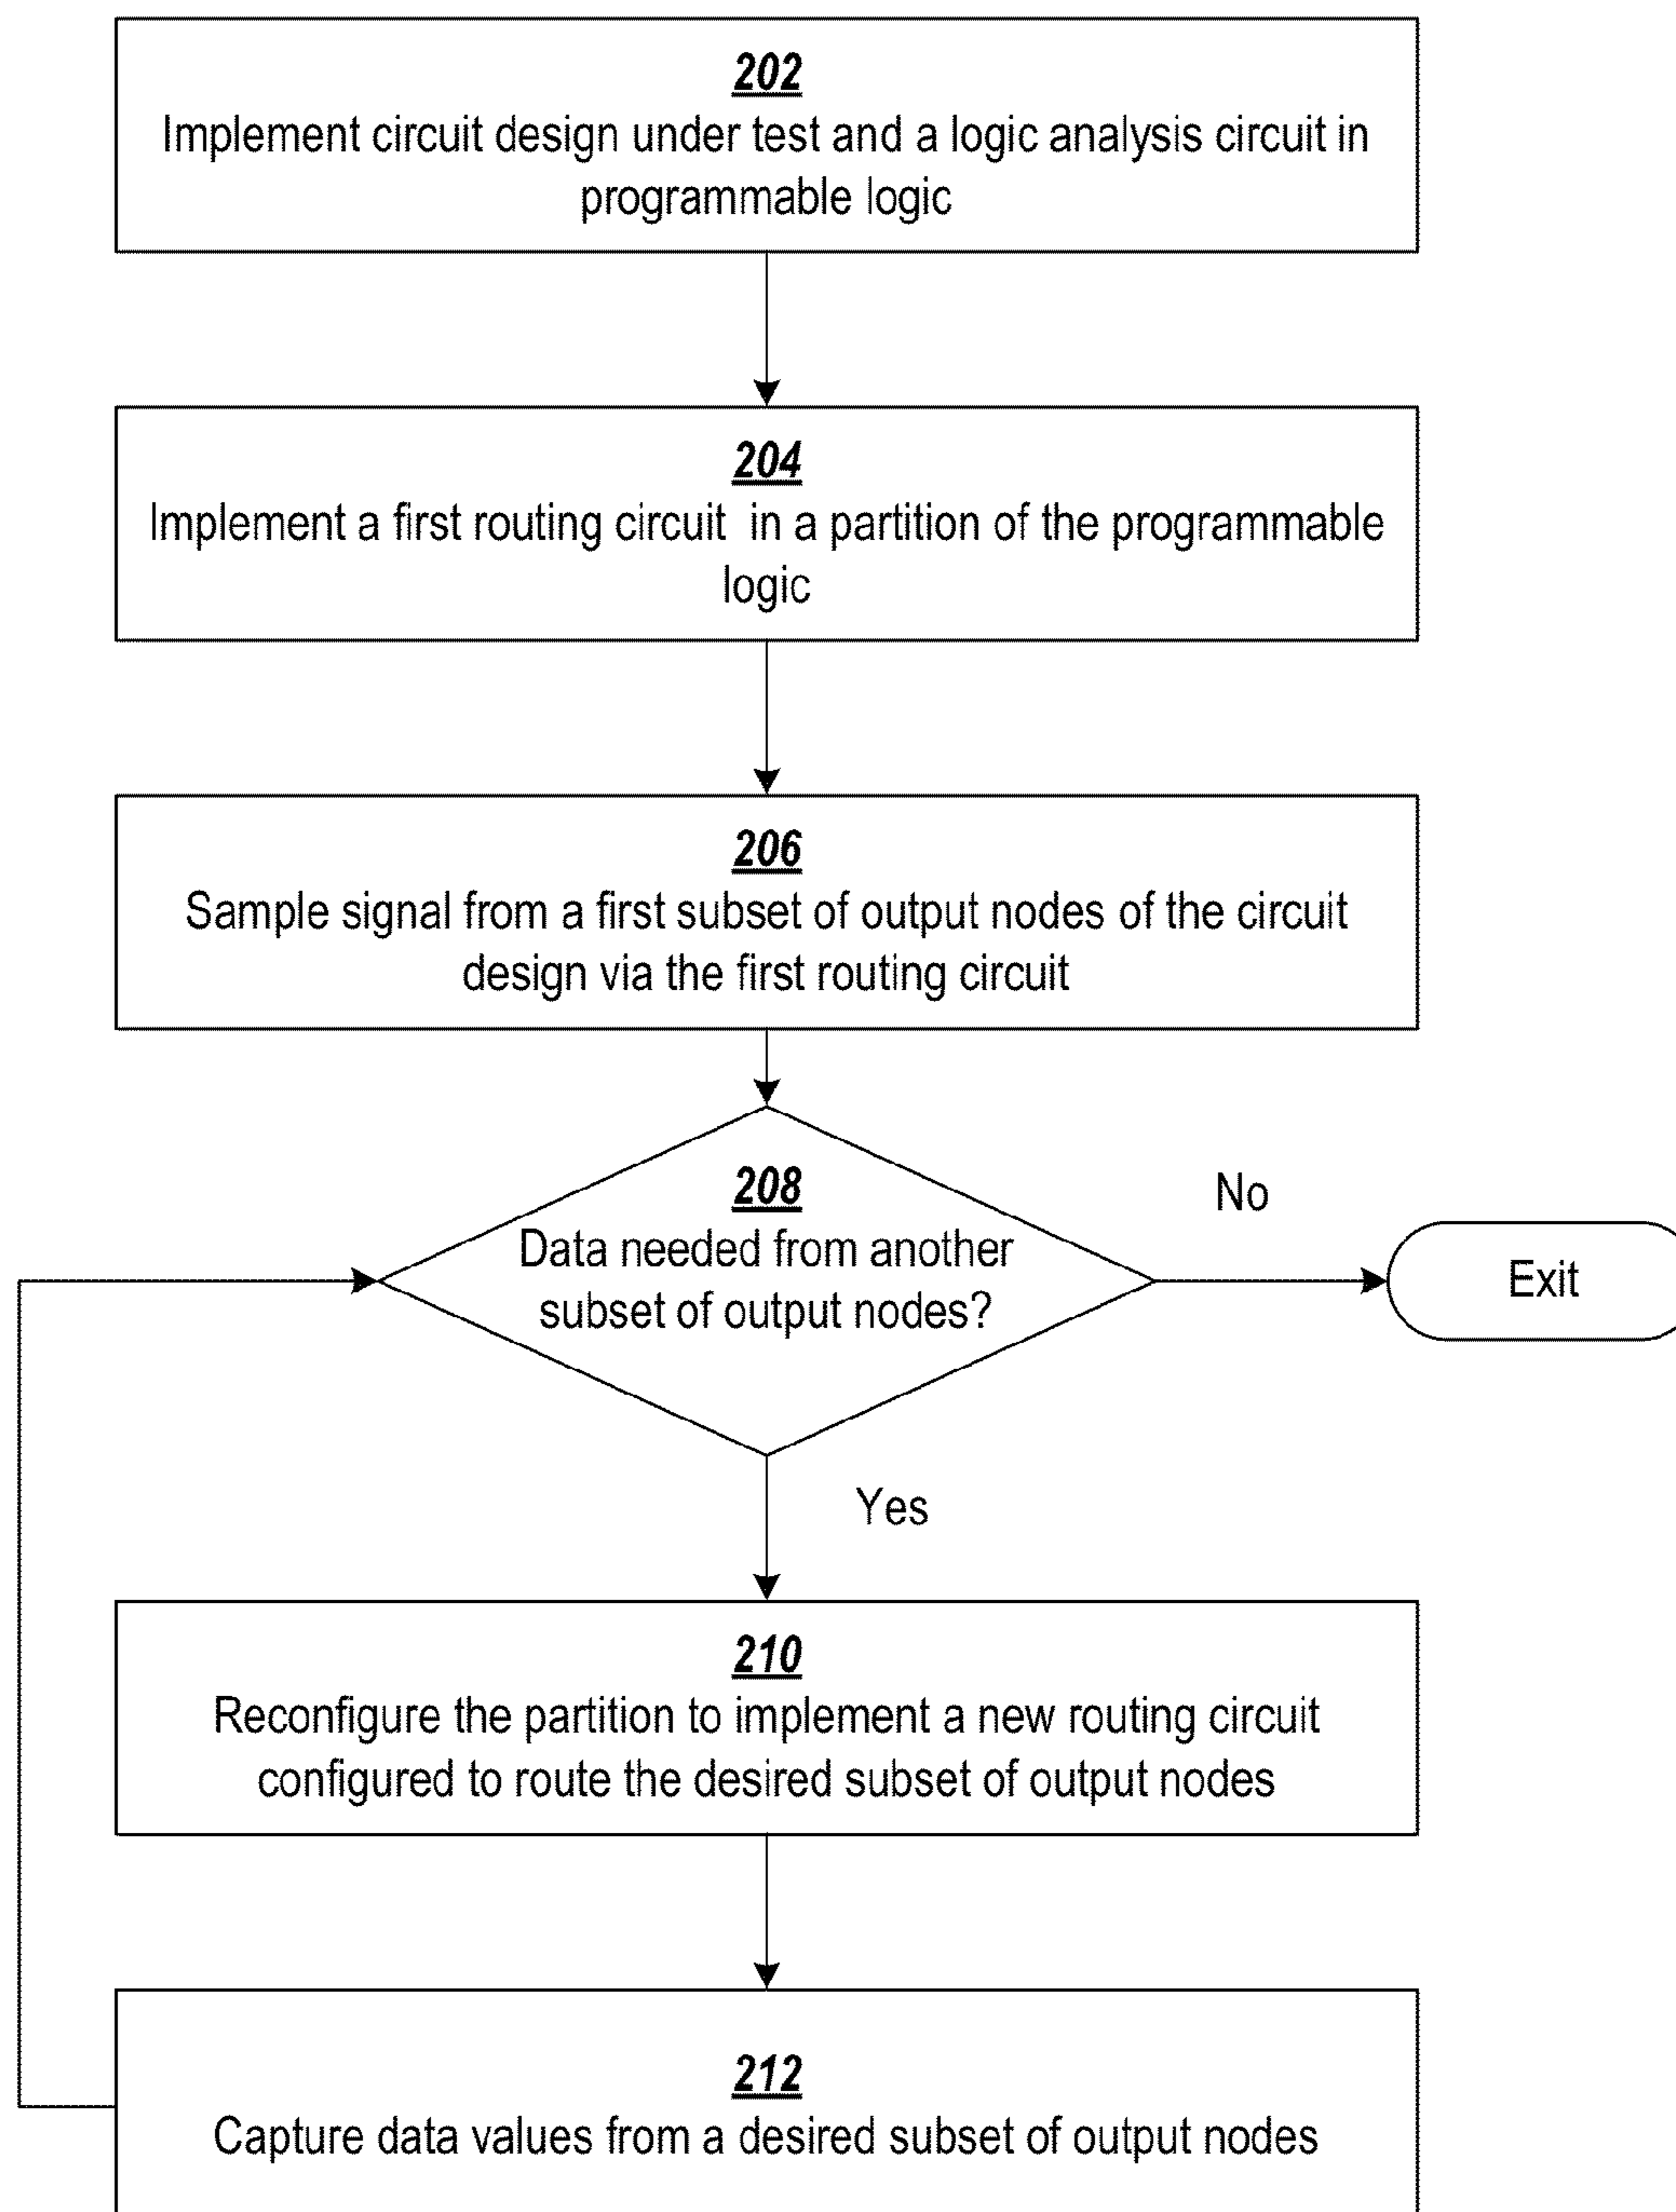 202
Implement circuit design under test and a logic analysis circuit in
programmable logic
204
Implement a first routing circuit in a partition of the programmable
logic
206
Sample signal from a first subset of output nodes of the circuit
design via the first routing circuit
208
Data needed from another
subset of output nodes?
No
Exit
Yes
210
Reconfigure the partition to implement a new routing circuit
configured to route the desired subset of output nodes
212
Capture data values from a desired subset of output nodes